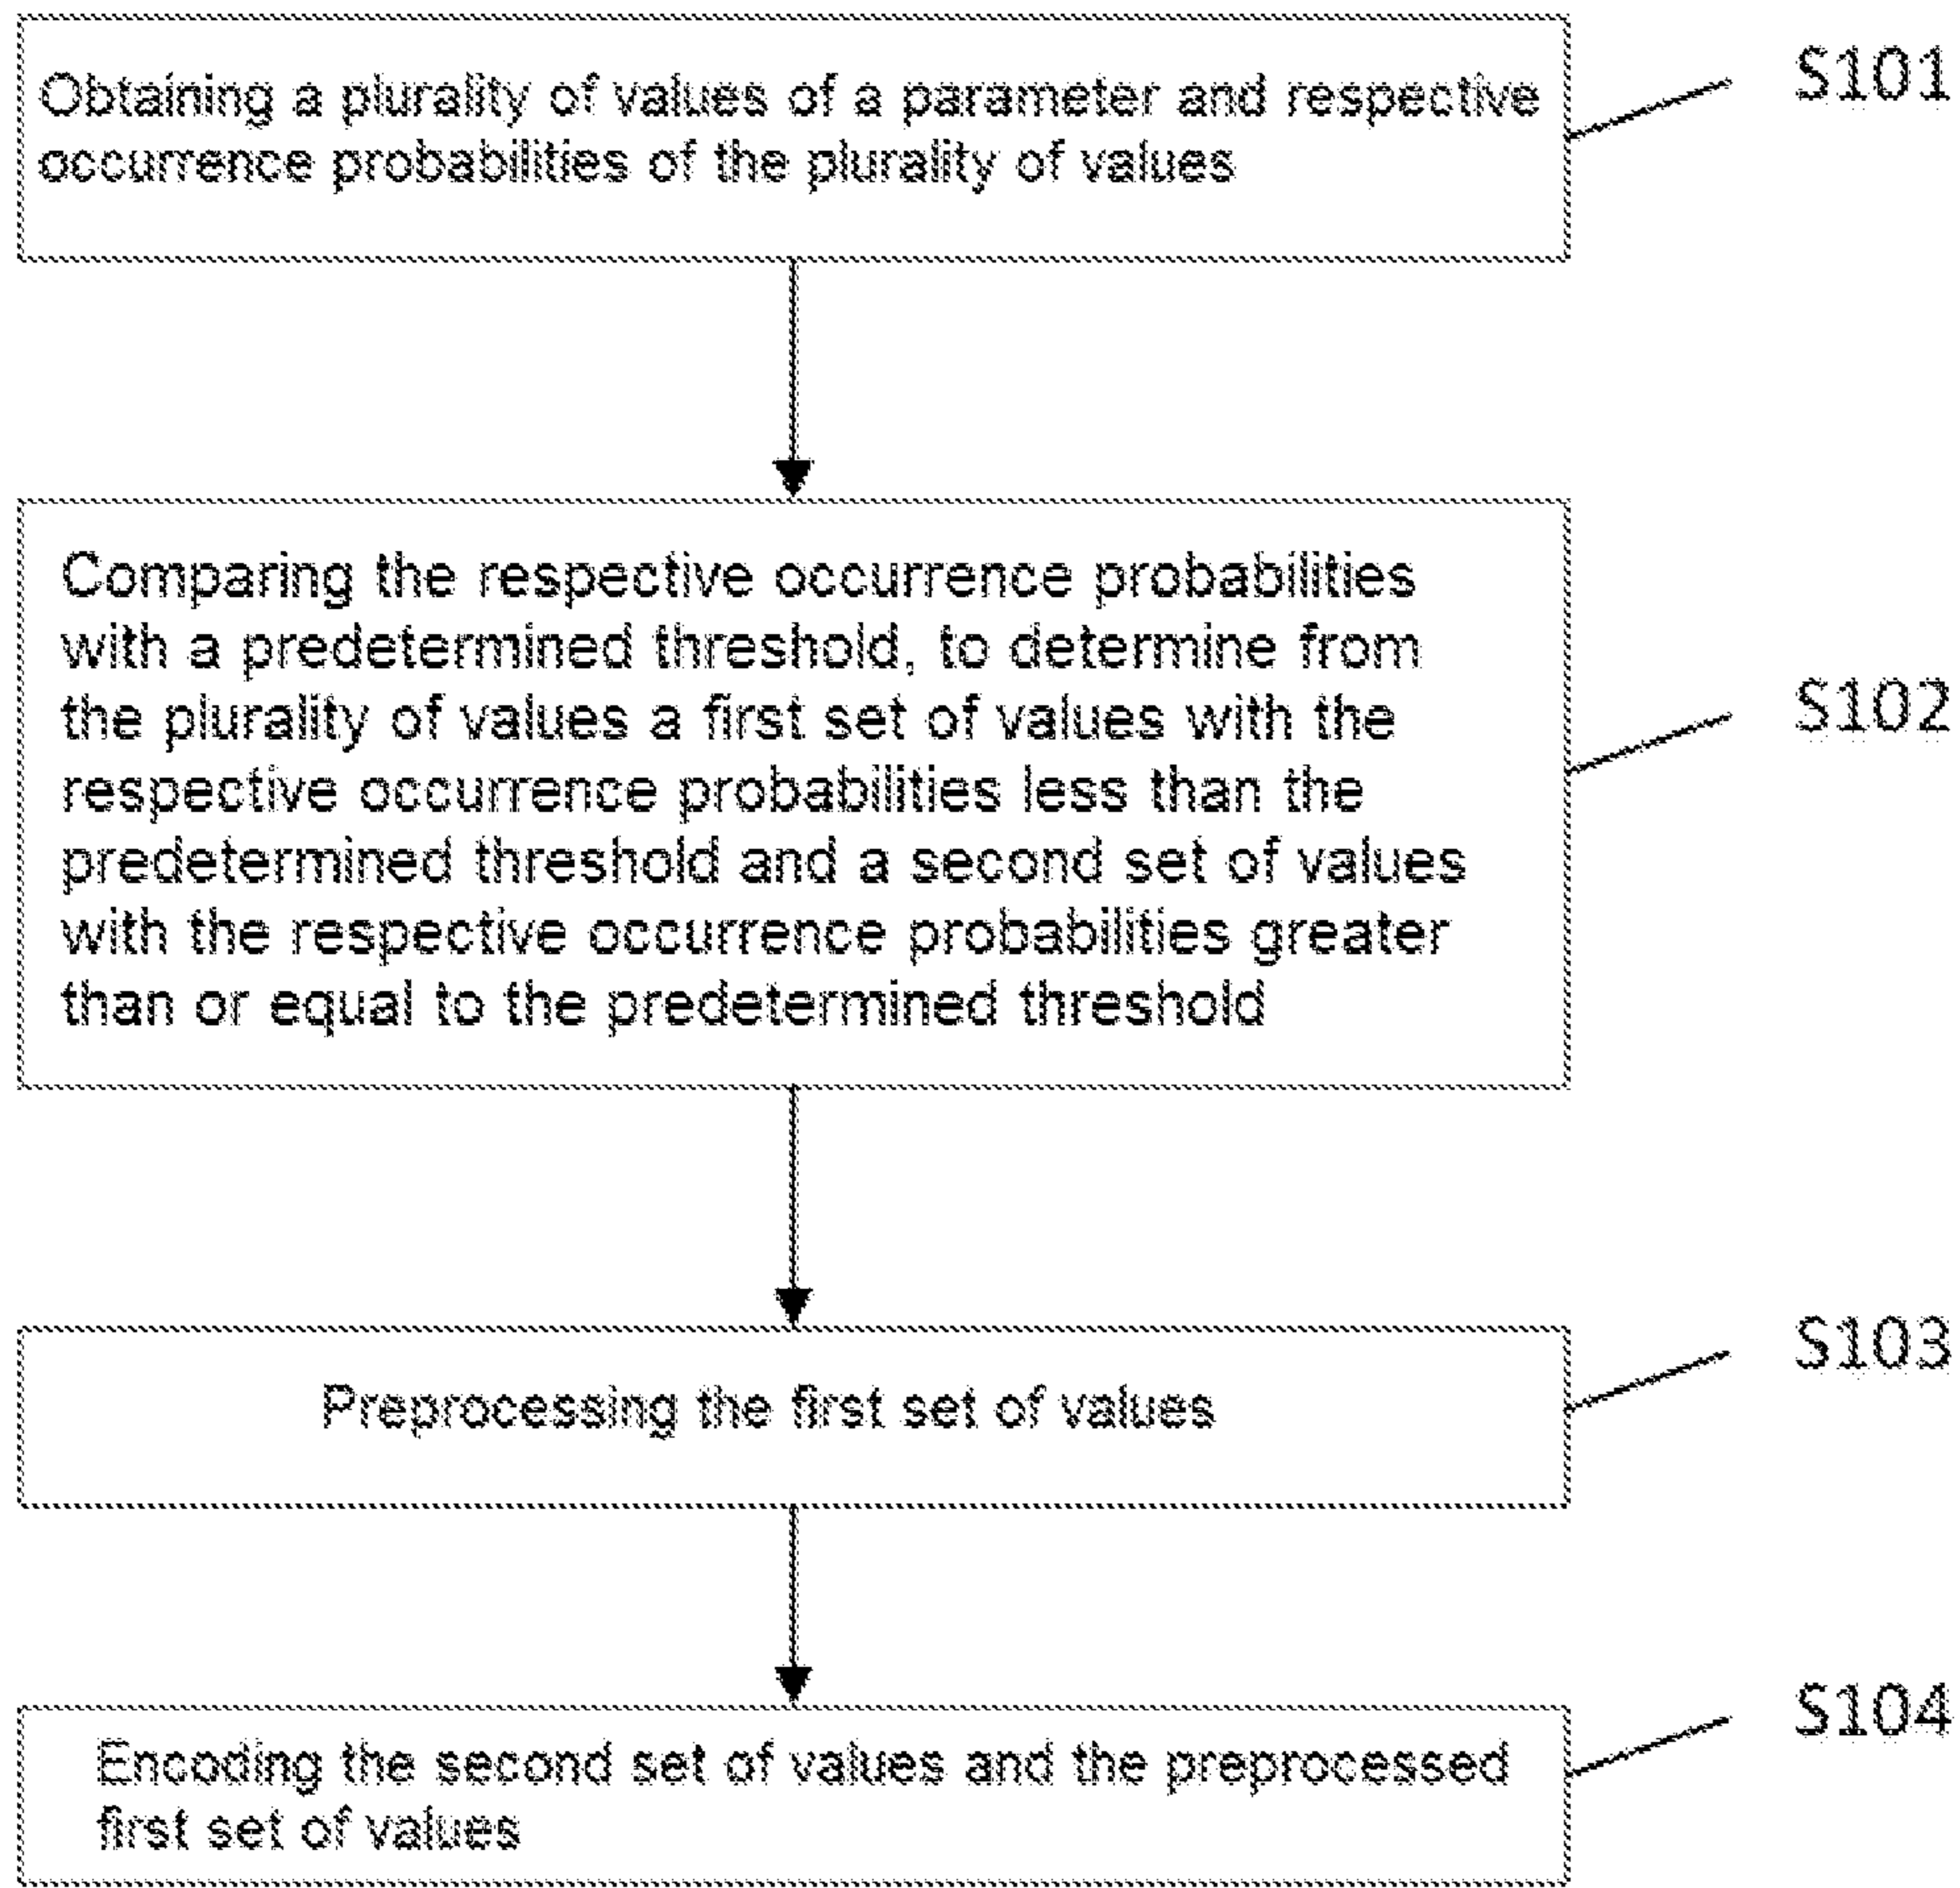 Obtaining a plurality of values of a parameter and respective
occurrence probabilities of the plurality of values
S101
Comparing the respective occurrence probabilities
with a predetermined threshold, to determine from
the plurality of values a first set of values with the
respective occurrence probabilities less than the
predetermined threshold and a second set of values
with the respective occurrence probabilities greater
than or equal to the predetermined threshold
S102
Preprocessing the first set of values
S103
Encoding the second set of values and the preprocessed
first set of values
S104